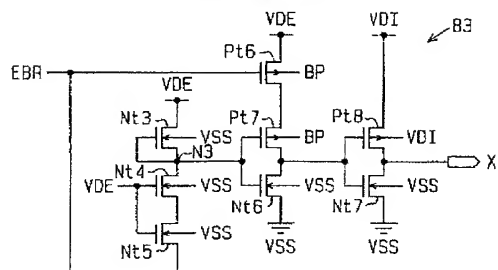 VDE
VDI
83
Pt6
EBR
BP
VDE
Nt3
Pt7
Pt8
VSS
BP
VDI
N3
Nt4
X
VDE
VSS
VSS
VSS
Nt6
Nt7
VSS
Nt5
VSS
VSS